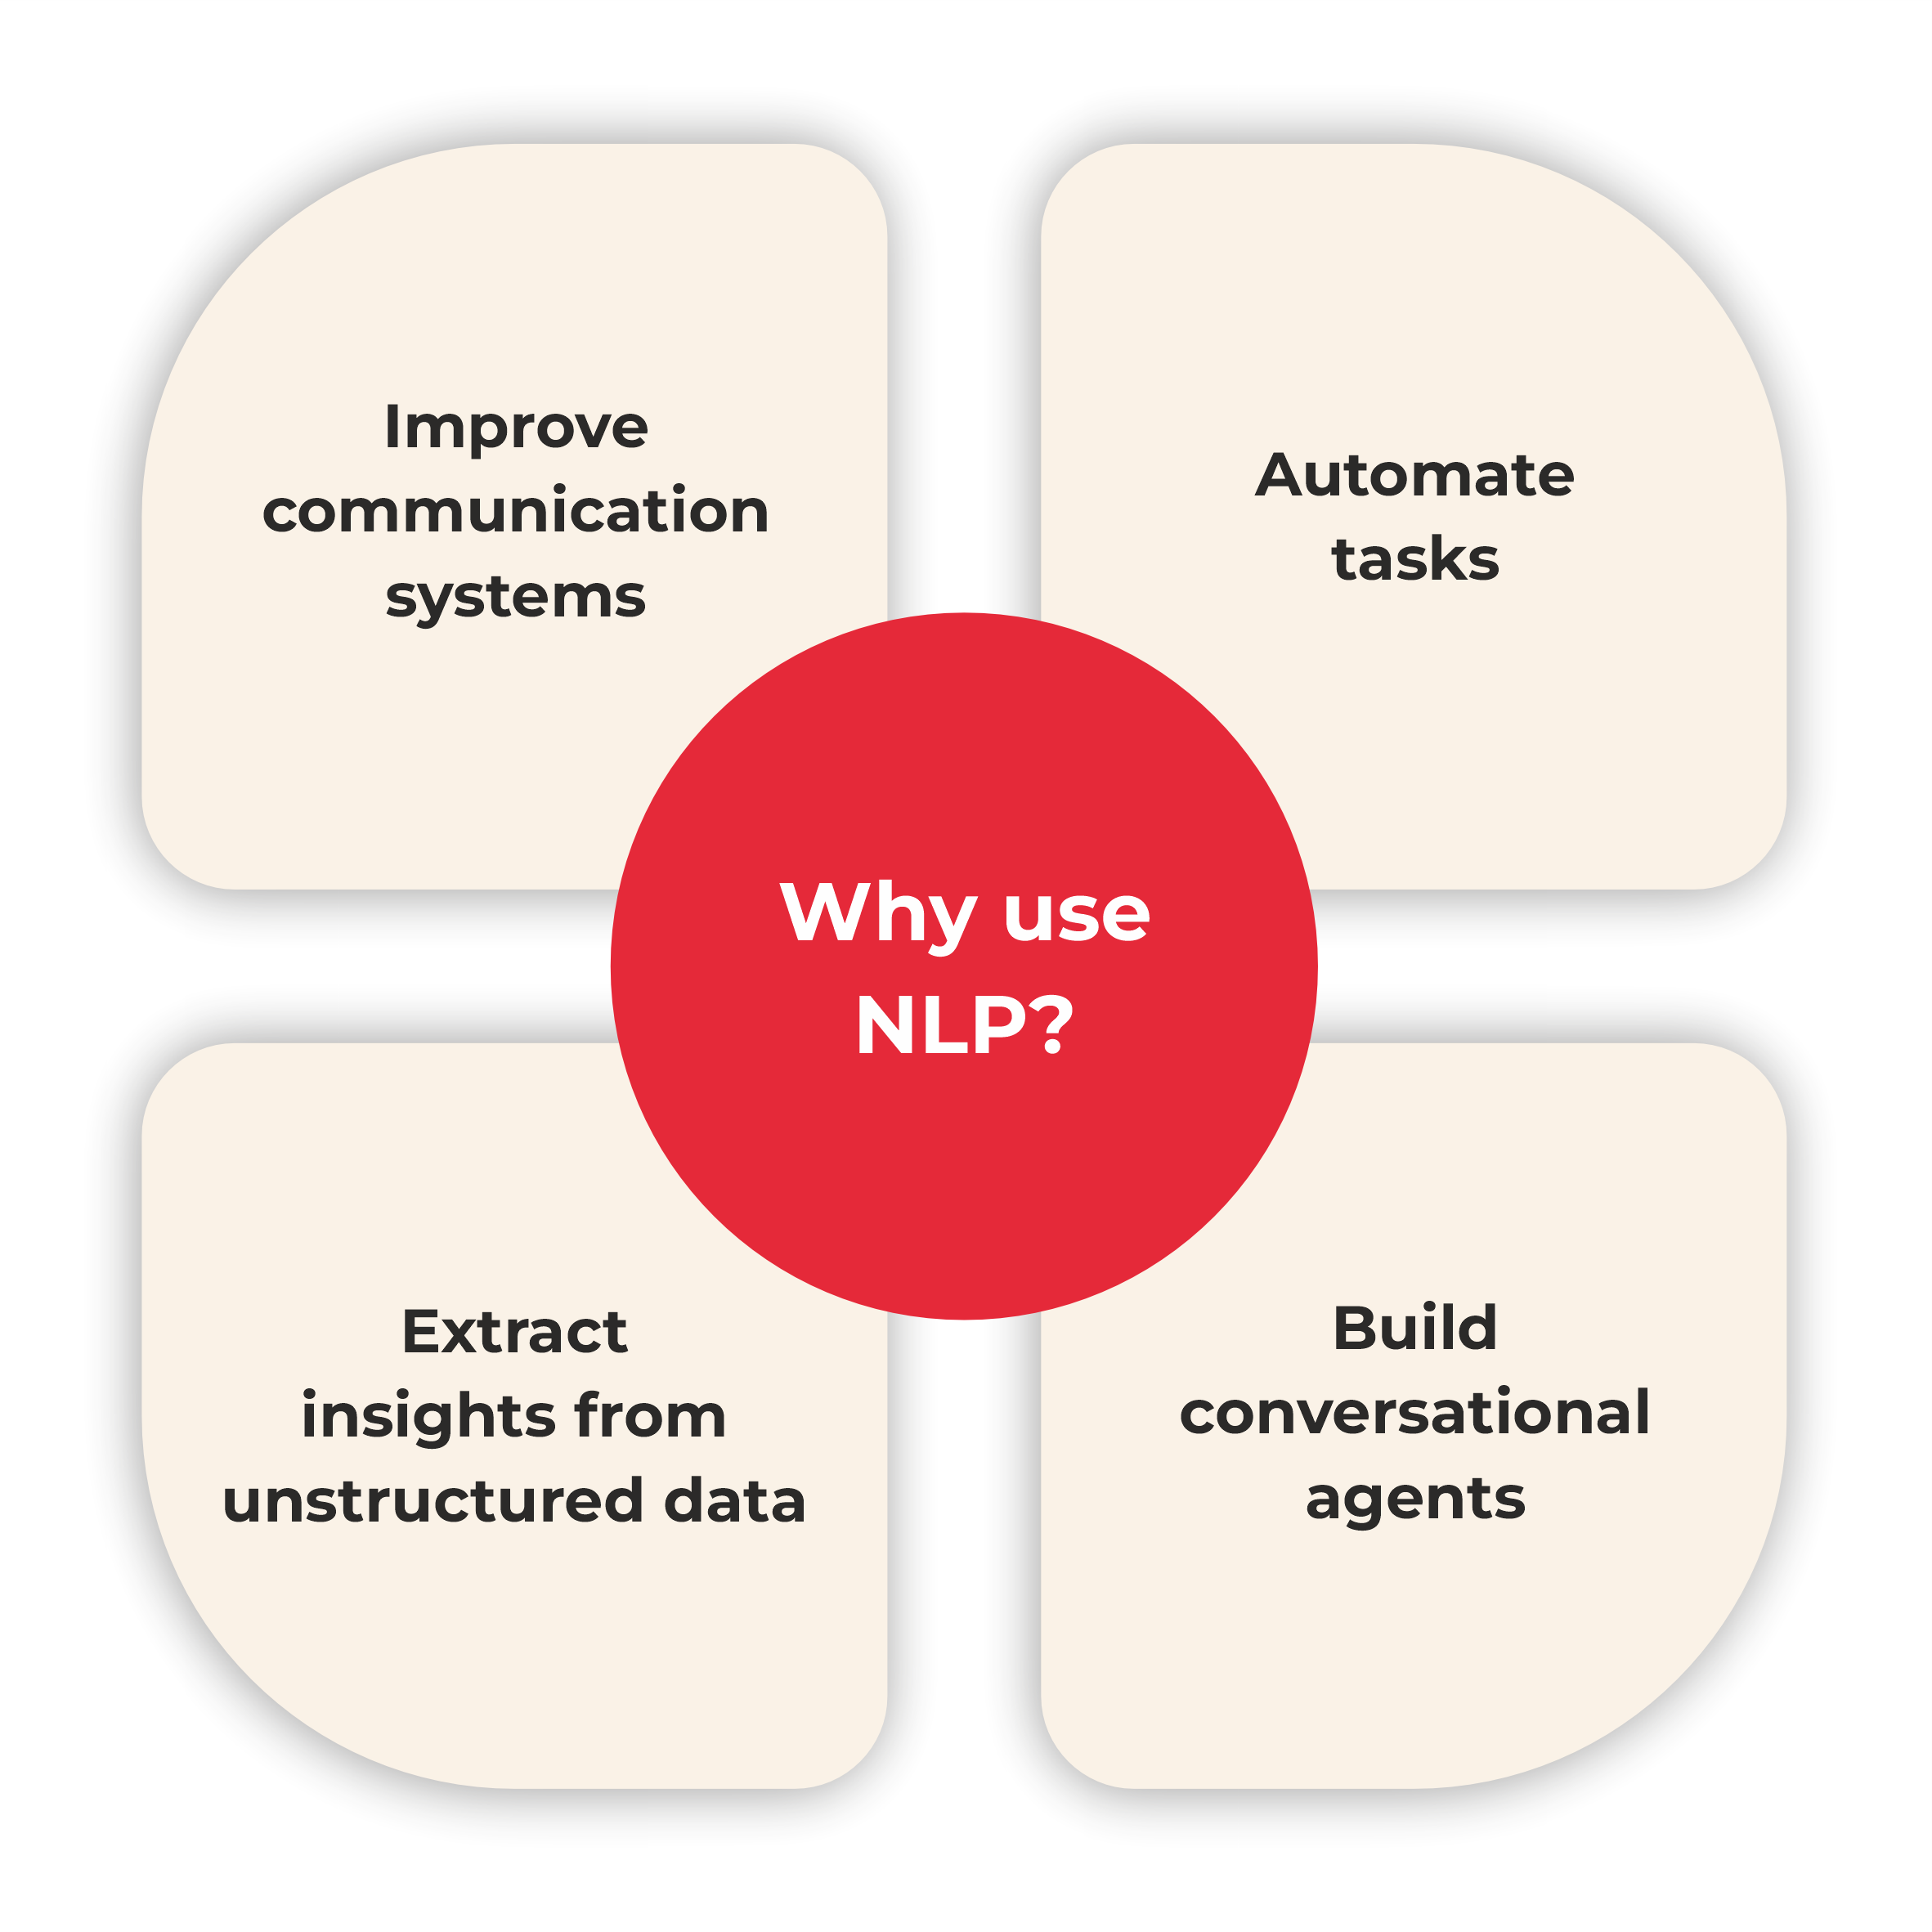 Improve
communication
systems
Automate
tasks
Why use
NLP?
Extract
insights from
unstructured data
Build
conversational
agents